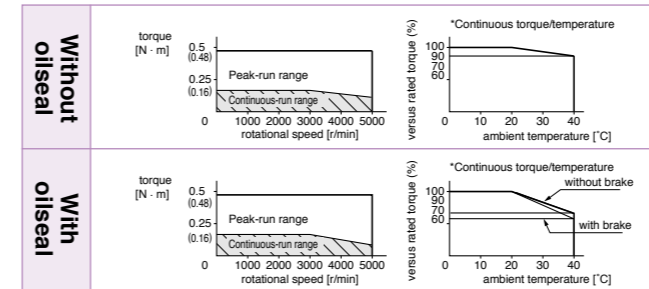 Without
oilseal
torque
[N · m]
0.5
(0.48)
0.25
(0.16)
Peak-run range
Continuous-run range
0 1000 2000 3000 4000 5000
rotational speed [r/min]
*Continuous torque/temperature
versus rated torque (%)
100
90
70
60
0 10 20 30 40
ambient temperature [˚C]
With
oilseal
torque
[N · m]
0.5
(0.48)
0.25
(0.16)
Peak-run range
Continuous-run range
0 1000 2000 3000 4000 5000
rotational speed [r/min]
*Continuous torque/temperature
versus rated torque (%)
without brake
100
90
70
60
with brake
0 10 20 30 40
ambient temperature [˚C]